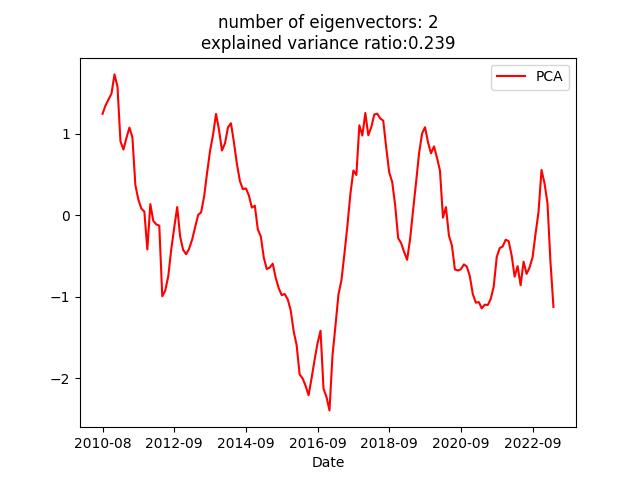 number of eigenvectors: 2
explained variance ratio:0.239
PCA
1
0
−1
−2
2010-08 2012-09 2014-09 2016-09 2018-09 2020-09 2022-09
Date